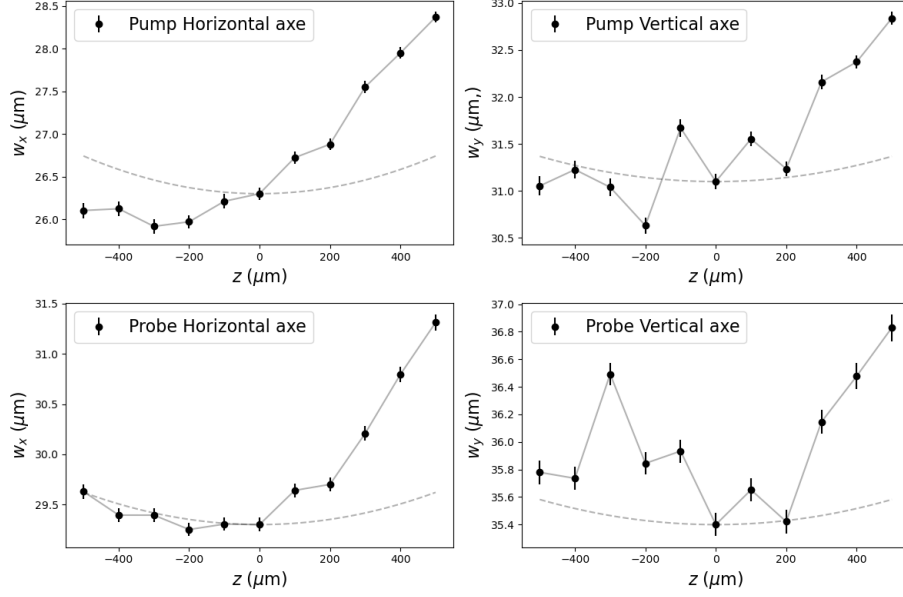 28.5
28.0
27.5
27.0
26.5
26.0
w_x (μm)
Pump Horizontal axe
−400 −200 0 200 400
z (μm)
33.0
32.5
32.0
31.5
31.0
30.5
w_y (μm,)
Pump Vertical axe
−400 −200 0 200 400
z (μm)
31.5
31.0
30.5
30.0
29.5
w_x (μm)
Probe Horizontal axe
−400 −200 0 200 400
z (μm)
37.0
36.8
36.6
36.4
36.2
36.0
35.8
35.6
35.4
w_y (μm)
Probe Vertical axe
−400 −200 0 200 400
z (μm)